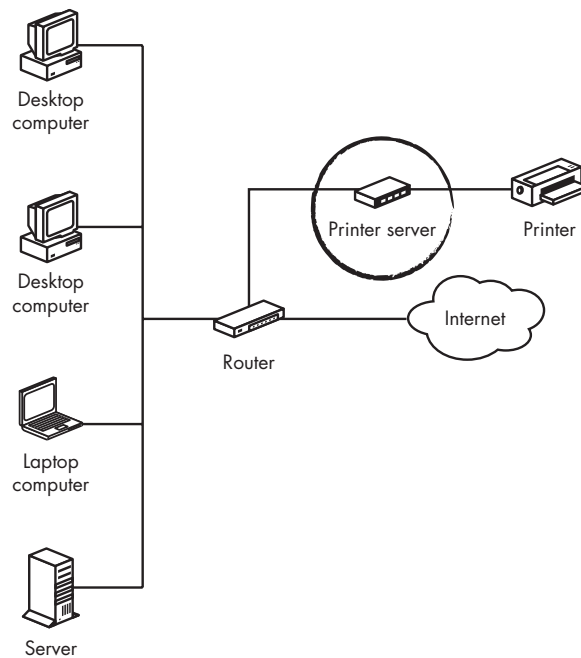 Desktop
computer
Desktop
computer
Printer server
Printer
Internet
Router
Laptop
computer
Server